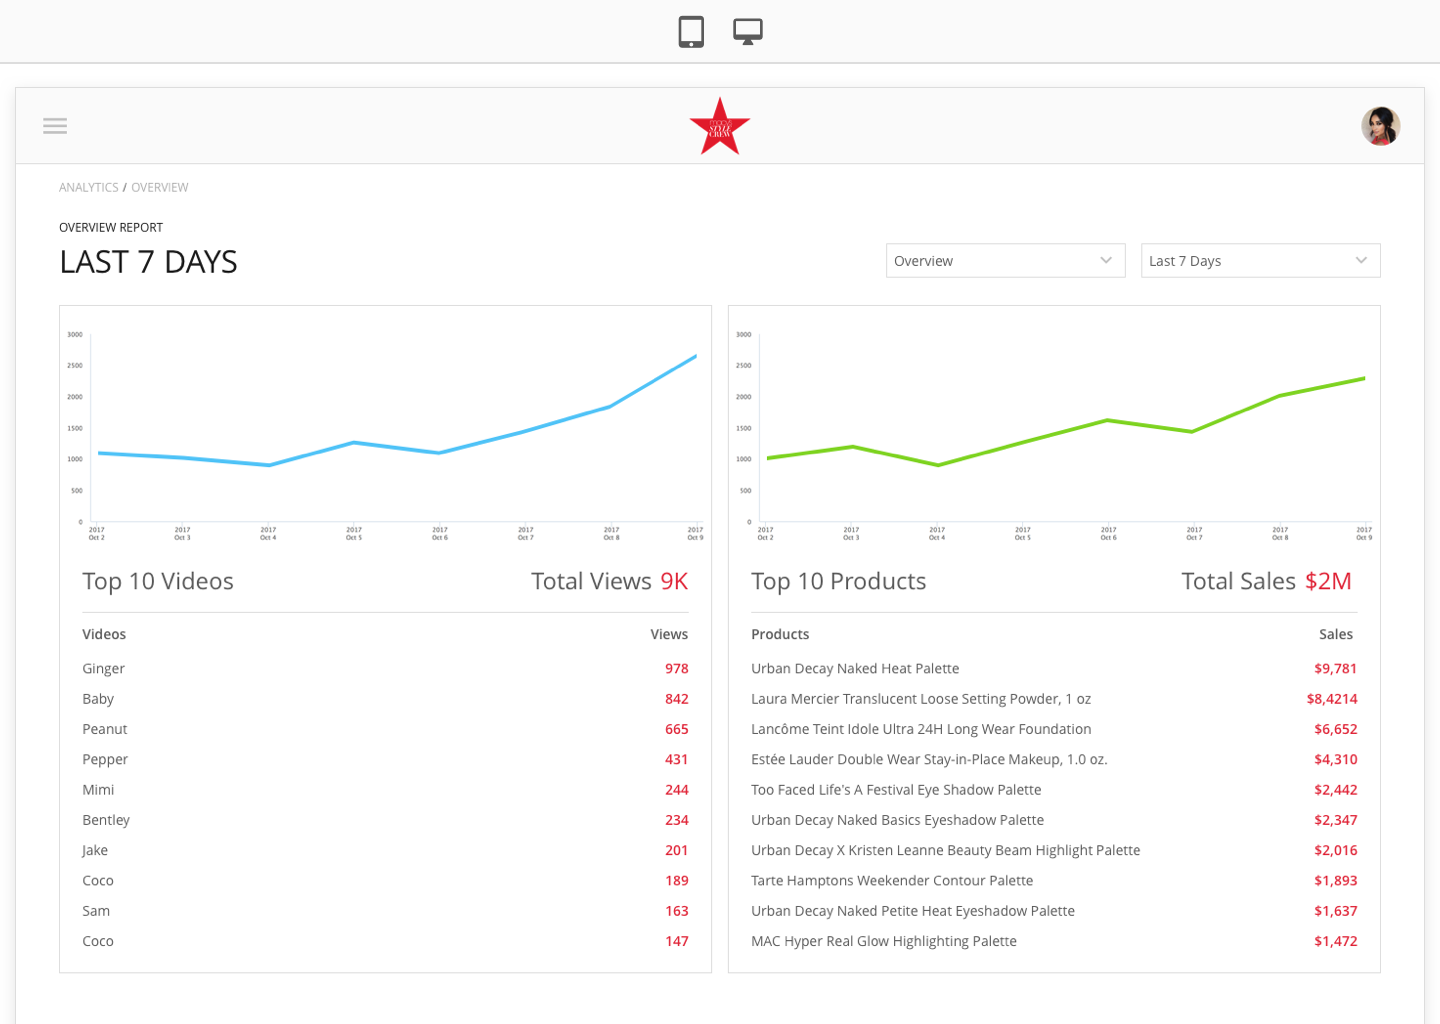 STYLE
CREW
ANALYTICS / OVERVIEW
OVERVIEW REPORT
LAST 7 DAYS
Overview
Last 7 Days
3000
2500
2000
1500
1000
500
0
2017 2017 2017 2017 2017 2017 2017 2017
Oct 2 Oct 3 Oct 4 Oct 5 Oct 6 Oct 7 Oct 8 Oct 9
Top 10 Videos Total Views 9K
Videos Views
Ginger 978
Baby 842
Peanut 665
Pepper 431
Mimi 244
Bentley 234
Jake 201
Coco 189
Sam 163
Coco 147
3000
2500
2000
1500
1000
500
0
2017 2017 2017 2017 2017 2017 2017 2017
Oct 2 Oct 3 Oct 4 Oct 5 Oct 6 Oct 7 Oct 8 Oct 9
Top 10 Products Total Sales $2M
Products Sales
Urban Decay Naked Heat Palette $9,781
Laura Mercier Translucent Loose Setting Powder, 1 oz $8,4214
Lancôme Teint Idole Ultra 24H Long Wear Foundation $6,652
Estée Lauder Double Wear Stay-in-Place Makeup, 1.0 oz. $4,310
Too Faced Life's A Festival Eye Shadow Palette $2,442
Urban Decay Naked Basics Eyeshadow Palette $2,347
Urban Decay X Kristen Leanne Beauty Beam Highlight Palette $2,016
Tarte Hamptons Weekender Contour Palette $1,893
Urban Decay Naked Petite Heat Eyeshadow Palette $1,637
MAC Hyper Real Glow Highlighting Palette $1,472